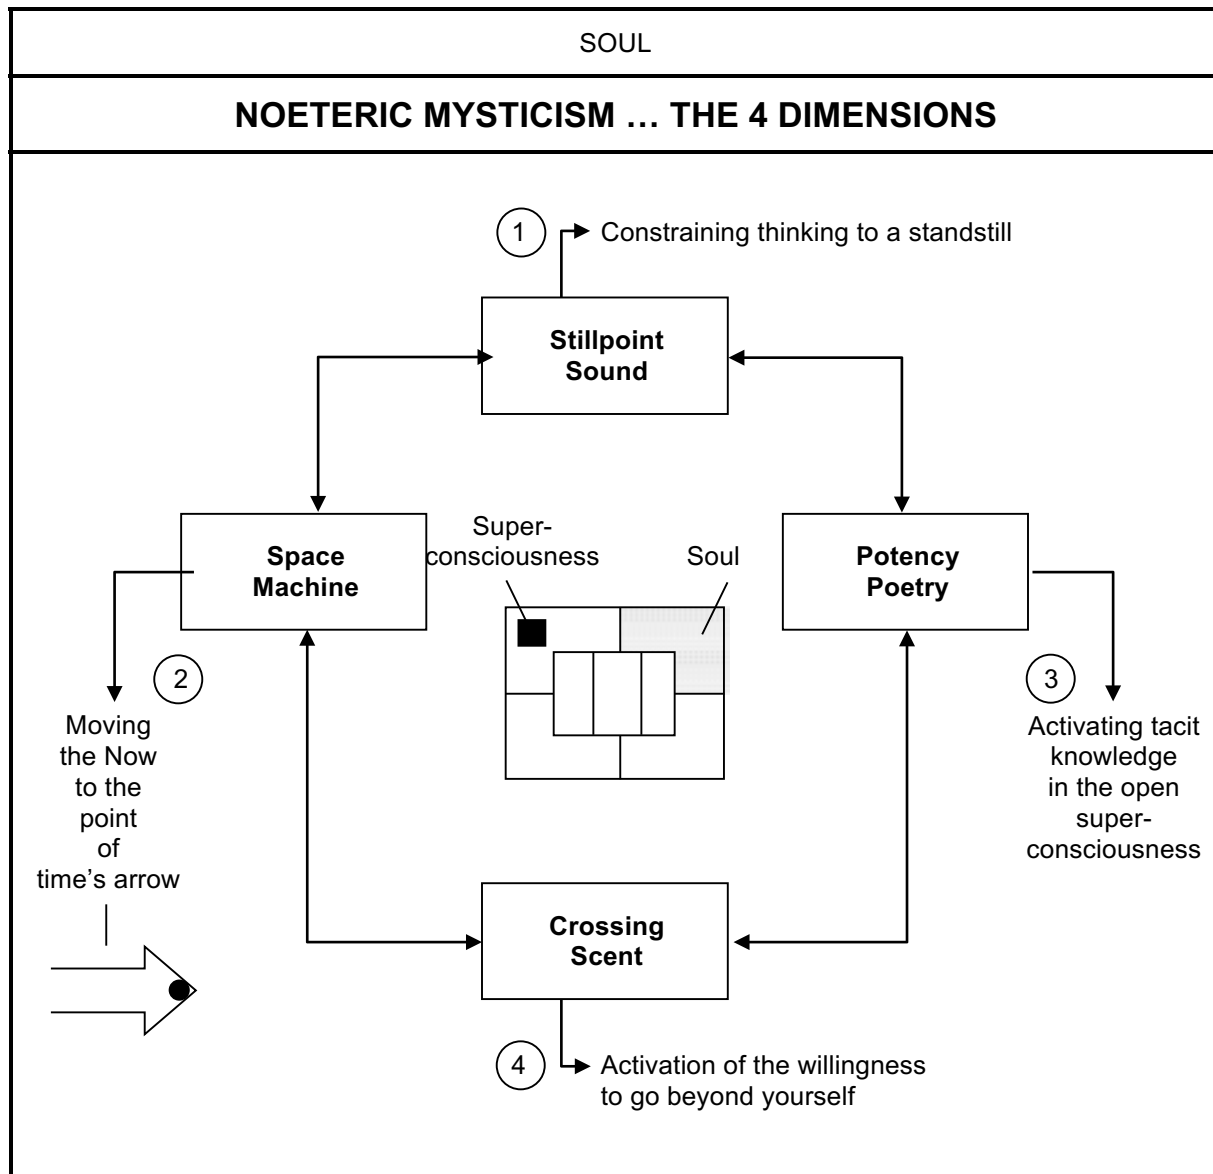 SOUL
NOETERIC MYSTICISM … THE 4 DIMENSIONS
1
Constraining thinking to a standstill
Stillpoint
Sound
Space
Machine
Super-
consciousness
Soul
Potency
Poetry
2
Moving
the Now
to the
point
of
time’s arrow
3
Activating tacit
knowledge
in the open
super-
consciousness
Crossing
Scent
4
Activation of the willingness
to go beyond yourself